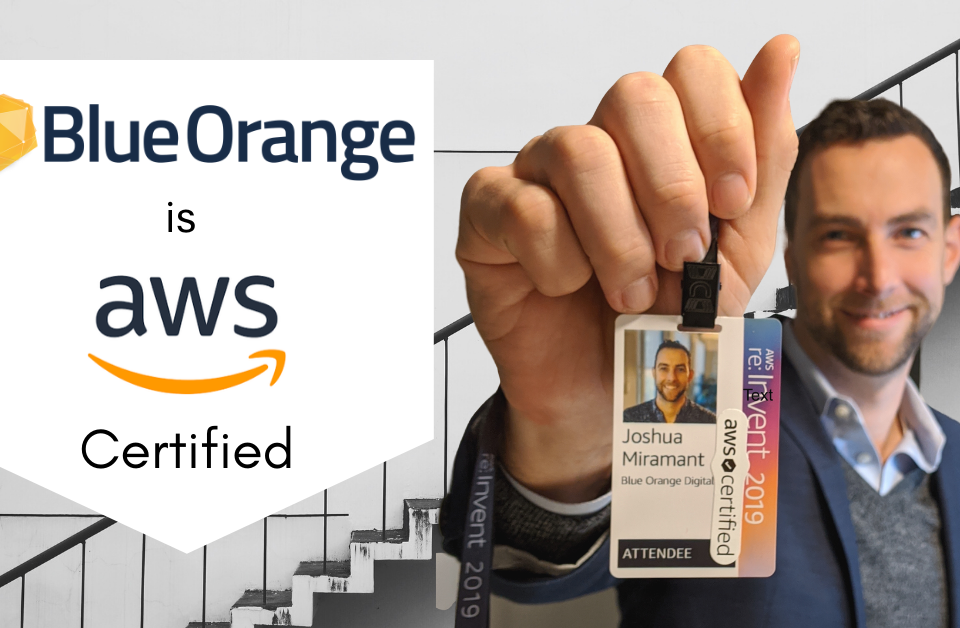 Blue Orange
is
aws
Certified
Joshua
Miramant
Blue Orange Digital
ATTENDEE
aws certified
AWS
re:Invent 2019
Text
re:Invent 2019